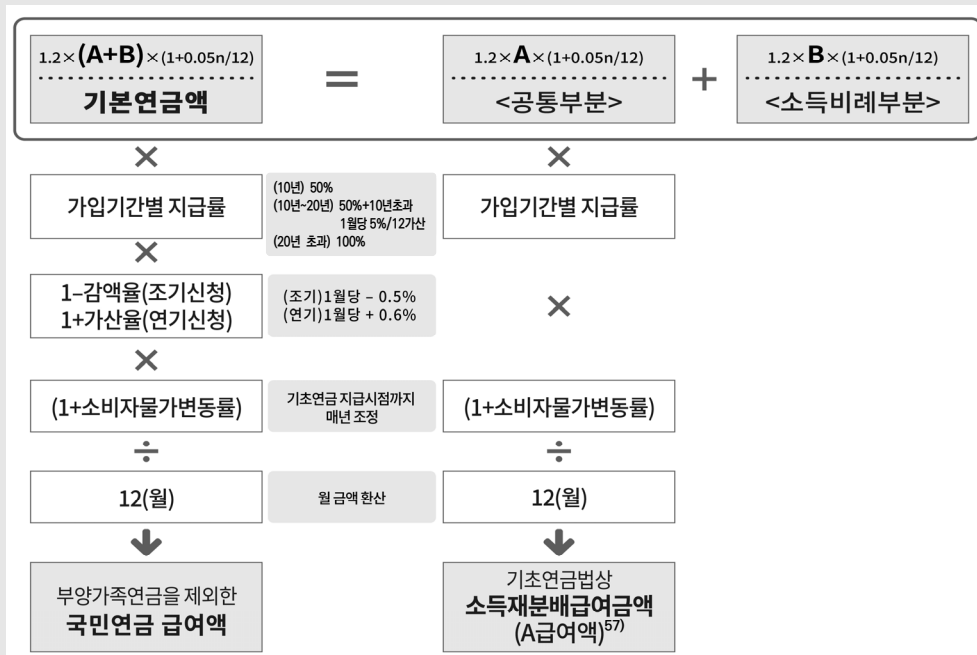 1.2×(A+B)×(1+0.05n/12)
기본연금액
=
1.2×A×(1+0.05n/12)
<공통부분>
+
1.2×B×(1+0.05n/12)
<소득비례부분>
×
×
가입기간별 지급률
(10년) 50%
(10년~20년) 50%+10년초과
1월당 5%/12가산
(20년 초과) 100%
가입기간별 지급률
×
1–감액율(조기신청)
1+가산율(연기신청)
(조기)1월당 – 0.5%
(연기)1월당 + 0.6%
×
×
(1+소비자물가변동률)
기초연금 지급시점까지
매년 조정
(1+소비자물가변동률)
÷
÷
12(월)
월 금액 환산
12(월)
부양가족연금을 제외한
국민연금 급여액
기초연금법상
소득재분배급여금액
(A급여액)57)